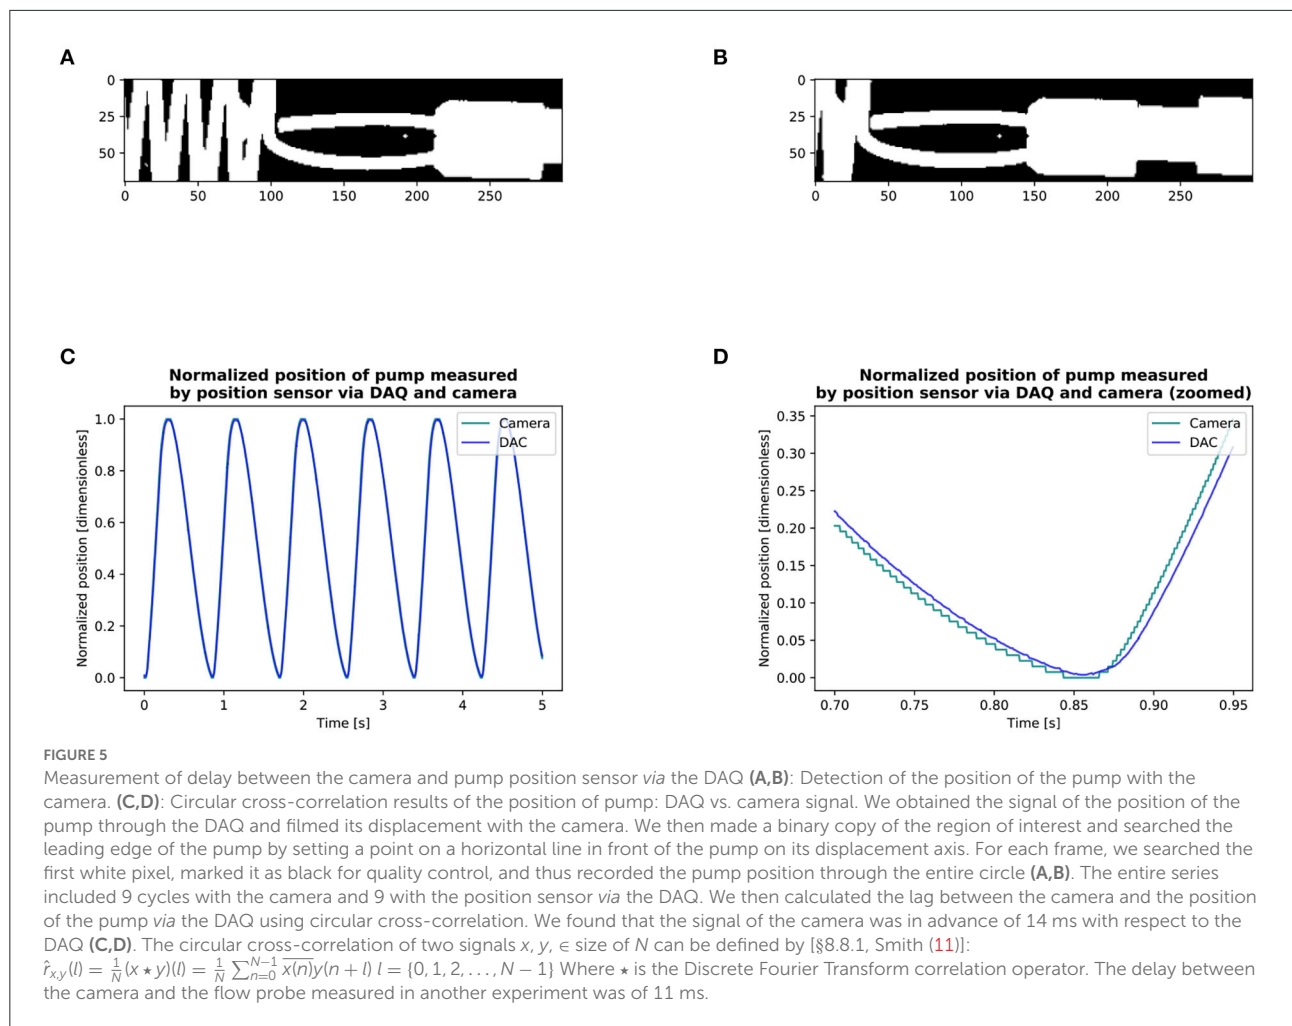 A
B
0
25
50
0 50 100 150 200 250
0
25
50
0 50 100 150 200 250
C
D
Normalized position of pump measured
by position sensor via DAQ and camera
Normalized position [dimensionless]
1.0
0.8
0.6
0.4
0.2
0.0
Camera
DAC
0 1 2 3 4 5
Time [s]
Normalized position of pump measured
by position sensor via DAQ and camera (zoomed)
Normalized position [dimensionless]
0.35
0.30
0.25
0.20
0.15
0.10
0.05
0.00
Camera
DAC
0.70 0.75 0.80 0.85 0.90 0.95
Time [s]
FIGURE 5
Measurement of delay between the camera and pump position sensor via the DAQ (A,B): Detection of the position of the pump with the
camera. (C,D): Circular cross-correlation results of the position of pump: DAQ vs. camera signal. We obtained the signal of the position of the
pump through the DAQ and filmed its displacement with the camera. We then made a binary copy of the region of interest and searched the
leading edge of the pump by setting a point on a horizontal line in front of the pump on its displacement axis. For each frame, we searched the
first white pixel, marked it as black for quality control, and thus recorded the pump position through the entire circle (A,B). The entire series
included 9 cycles with the camera and 9 with the position sensor via the DAQ. We then calculated the lag between the camera and the position
of the pump via the DAQ using circular cross-correlation. We found that the signal of the camera was in advance of 14 ms with respect to the
DAQ (C,D). The circular cross-correlation of two signals x, y, ∈ size of N can be defined by [§8.8.1, Smith (11)]:
r̂x,y(l) = 1/N (x ⋆ y)(l) = 1/N ∑_{n=0}^{N−1} x̅(̅n̅)̅y(n + l) l = {0, 1, 2, . . . , N − 1} Where ⋆ is the Discrete Fourier Transform correlation operator. The delay between
the camera and the flow probe measured in another experiment was of 11 ms.